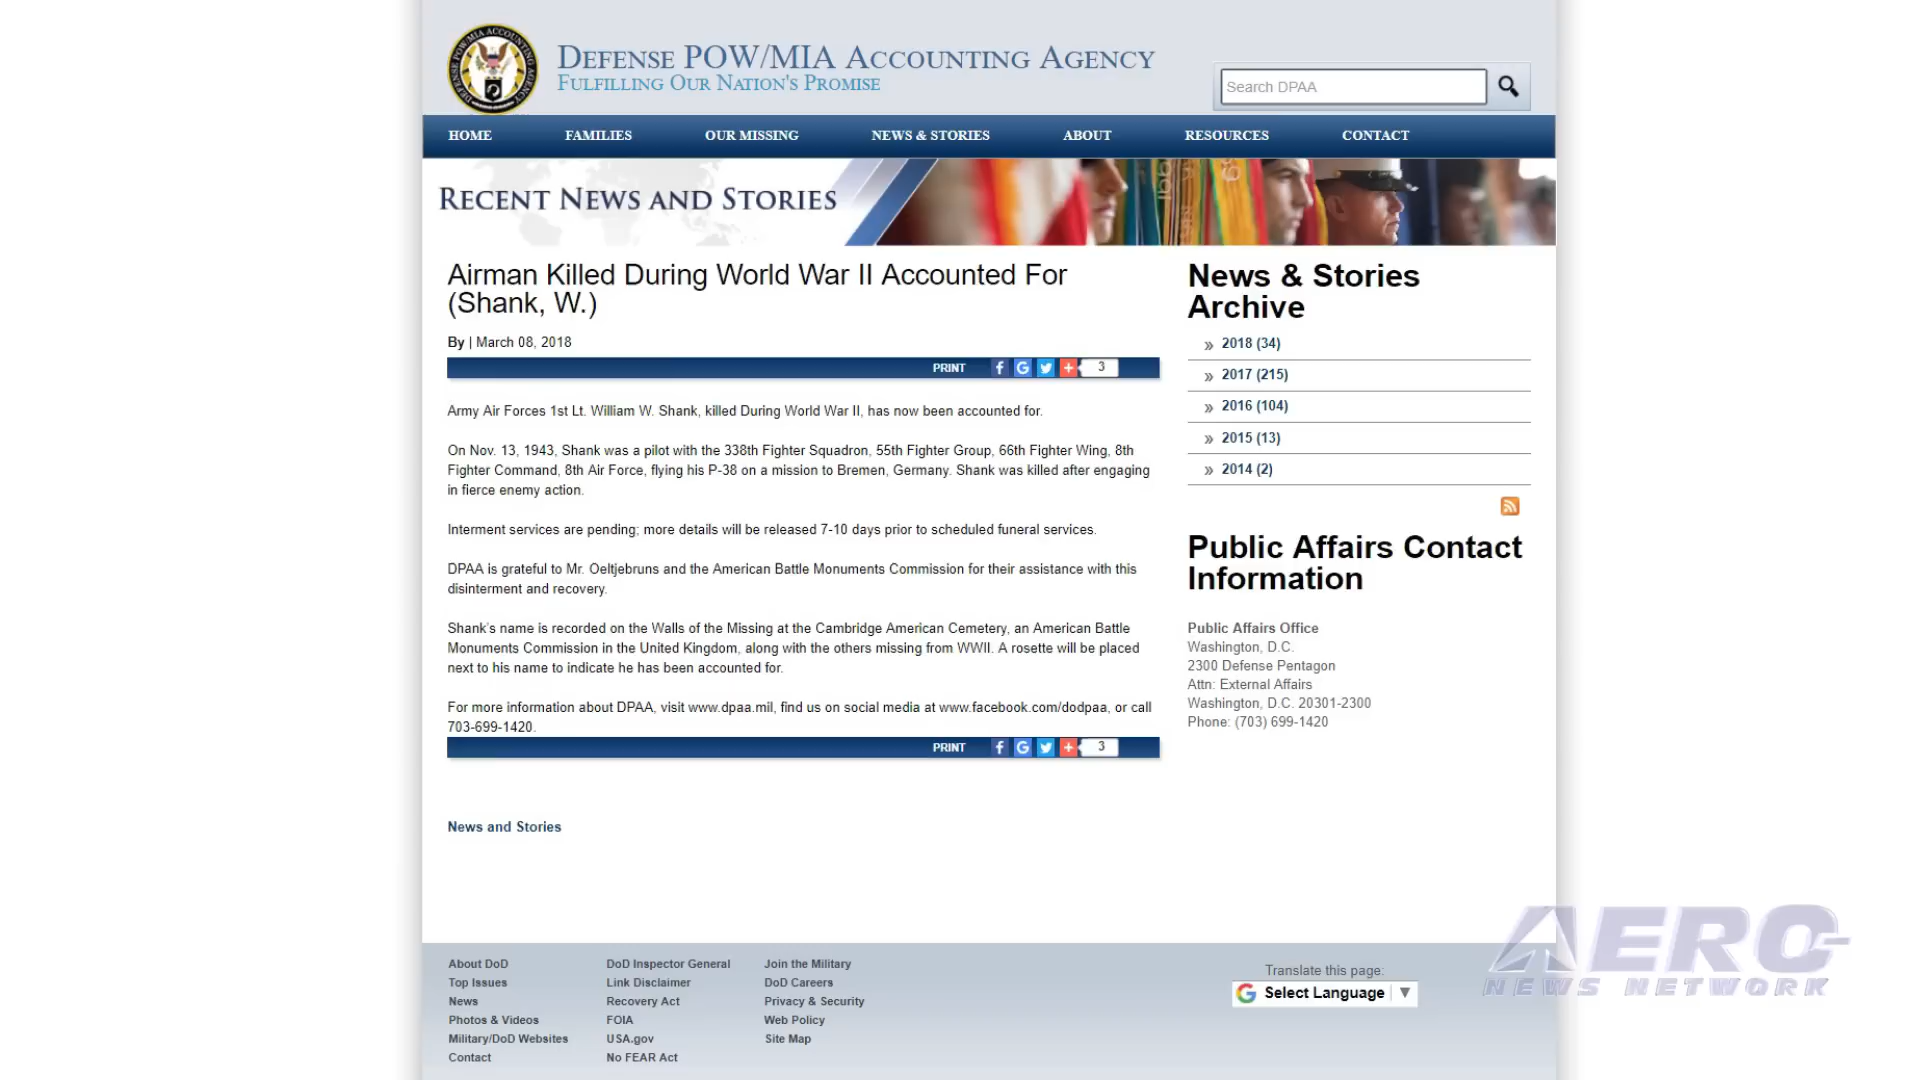 DEFENSE POW/MIA ACCOUNTING AGENCY
FULFILLING OUR NATION'S PROMISE
Search DPAA
HOME FAMILIES OUR MISSING NEWS & STORIES ABOUT RESOURCES CONTACT
RECENT NEWS AND STORIES
Airman Killed During World War II Accounted For
(Shank, W.)
By | March 08, 2018
PRINT 3
Army Air Forces 1st Lt. William W. Shank, killed During World War II, has now been accounted for.
On Nov. 13, 1943, Shank was a pilot with the 338th Fighter Squadron, 55th Fighter Group, 66th Fighter Wing, 8th
Fighter Command, 8th Air Force, flying his P-38 on a mission to Bremen, Germany. Shank was killed after engaging
in fierce enemy action.
Interment services are pending; more details will be released 7-10 days prior to scheduled funeral services.
DPAA is grateful to Mr. Oeltjebruns and the American Battle Monuments Commission for their assistance with this
disinterment and recovery.
Shank's name is recorded on the Walls of the Missing at the Cambridge American Cemetery, an American Battle
Monuments Commission in the United Kingdom, along with the others missing from WWII. A rosette will be placed
next to his name to indicate he has been accounted for.
For more information about DPAA, visit www.dpaa.mil, find us on social media at www.facebook.com/dodpaa, or call
703-699-1420.
PRINT 3
News and Stories
News & Stories
Archive
» 2018 (34)
» 2017 (215)
» 2016 (104)
» 2015 (13)
» 2014 (2)
Public Affairs Contact
Information
Public Affairs Office
Washington, D.C.
2300 Defense Pentagon
Attn: External Affairs
Washington, D.C. 20301-2300
Phone: (703) 699-1420
About DoD
Top Issues
News
Photos & Videos
Military/DoD Websites
Contact
DoD Inspector General
Link Disclaimer
Recovery Act
FOIA
USA.gov
No FEAR Act
Join the Military
DoD Careers
Privacy & Security
Web Policy
Site Map
Translate this page:
Select Language ▼
AERO-
NEWS NETWORK